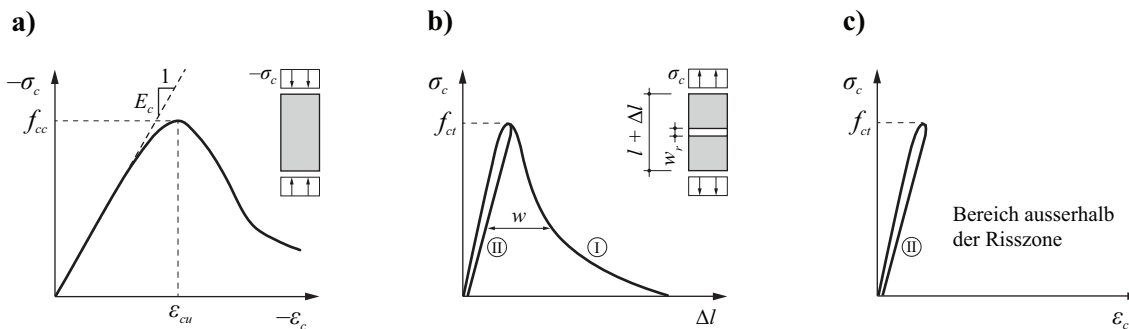 a)
−σc
fcc
Ec
1
−σc
εcu
−εc
b)
σc
fct
w
II
I
σc
l + Δl
wr
Δl
c)
σc
fct
II
Bereich ausserhalb
der Risszone
εc